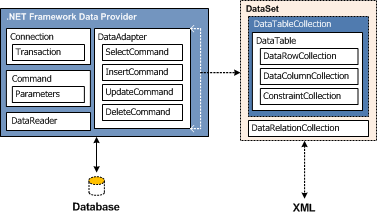 .NET Framework Data Provider
Connection
Transaction
Command
Parameters
DataReader
DataAdapter
SelectCommand
InsertCommand
UpdateCommand
DeleteCommand
DataSet
DataTableCollection
DataTable
DataRowCollection
DataColumnCollection
ConstraintCollection
DataRelationCollection
Database
XML